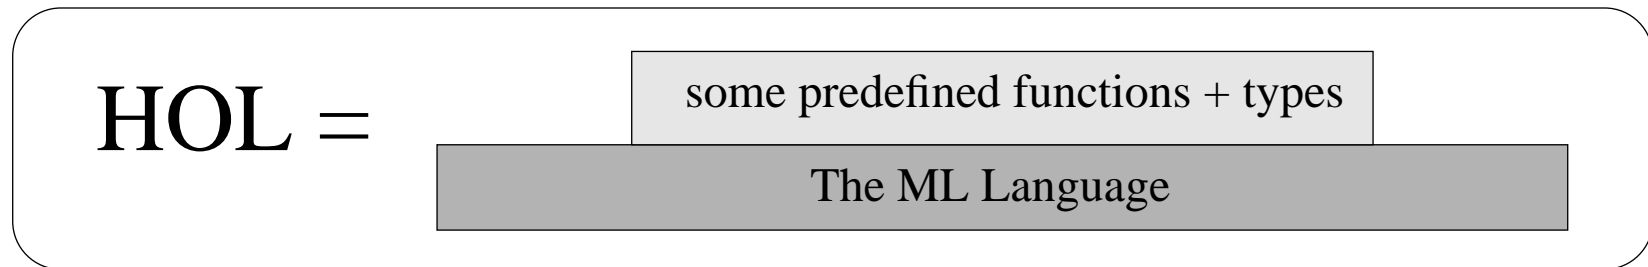 some predefined functions + types
HOL =
The ML Language